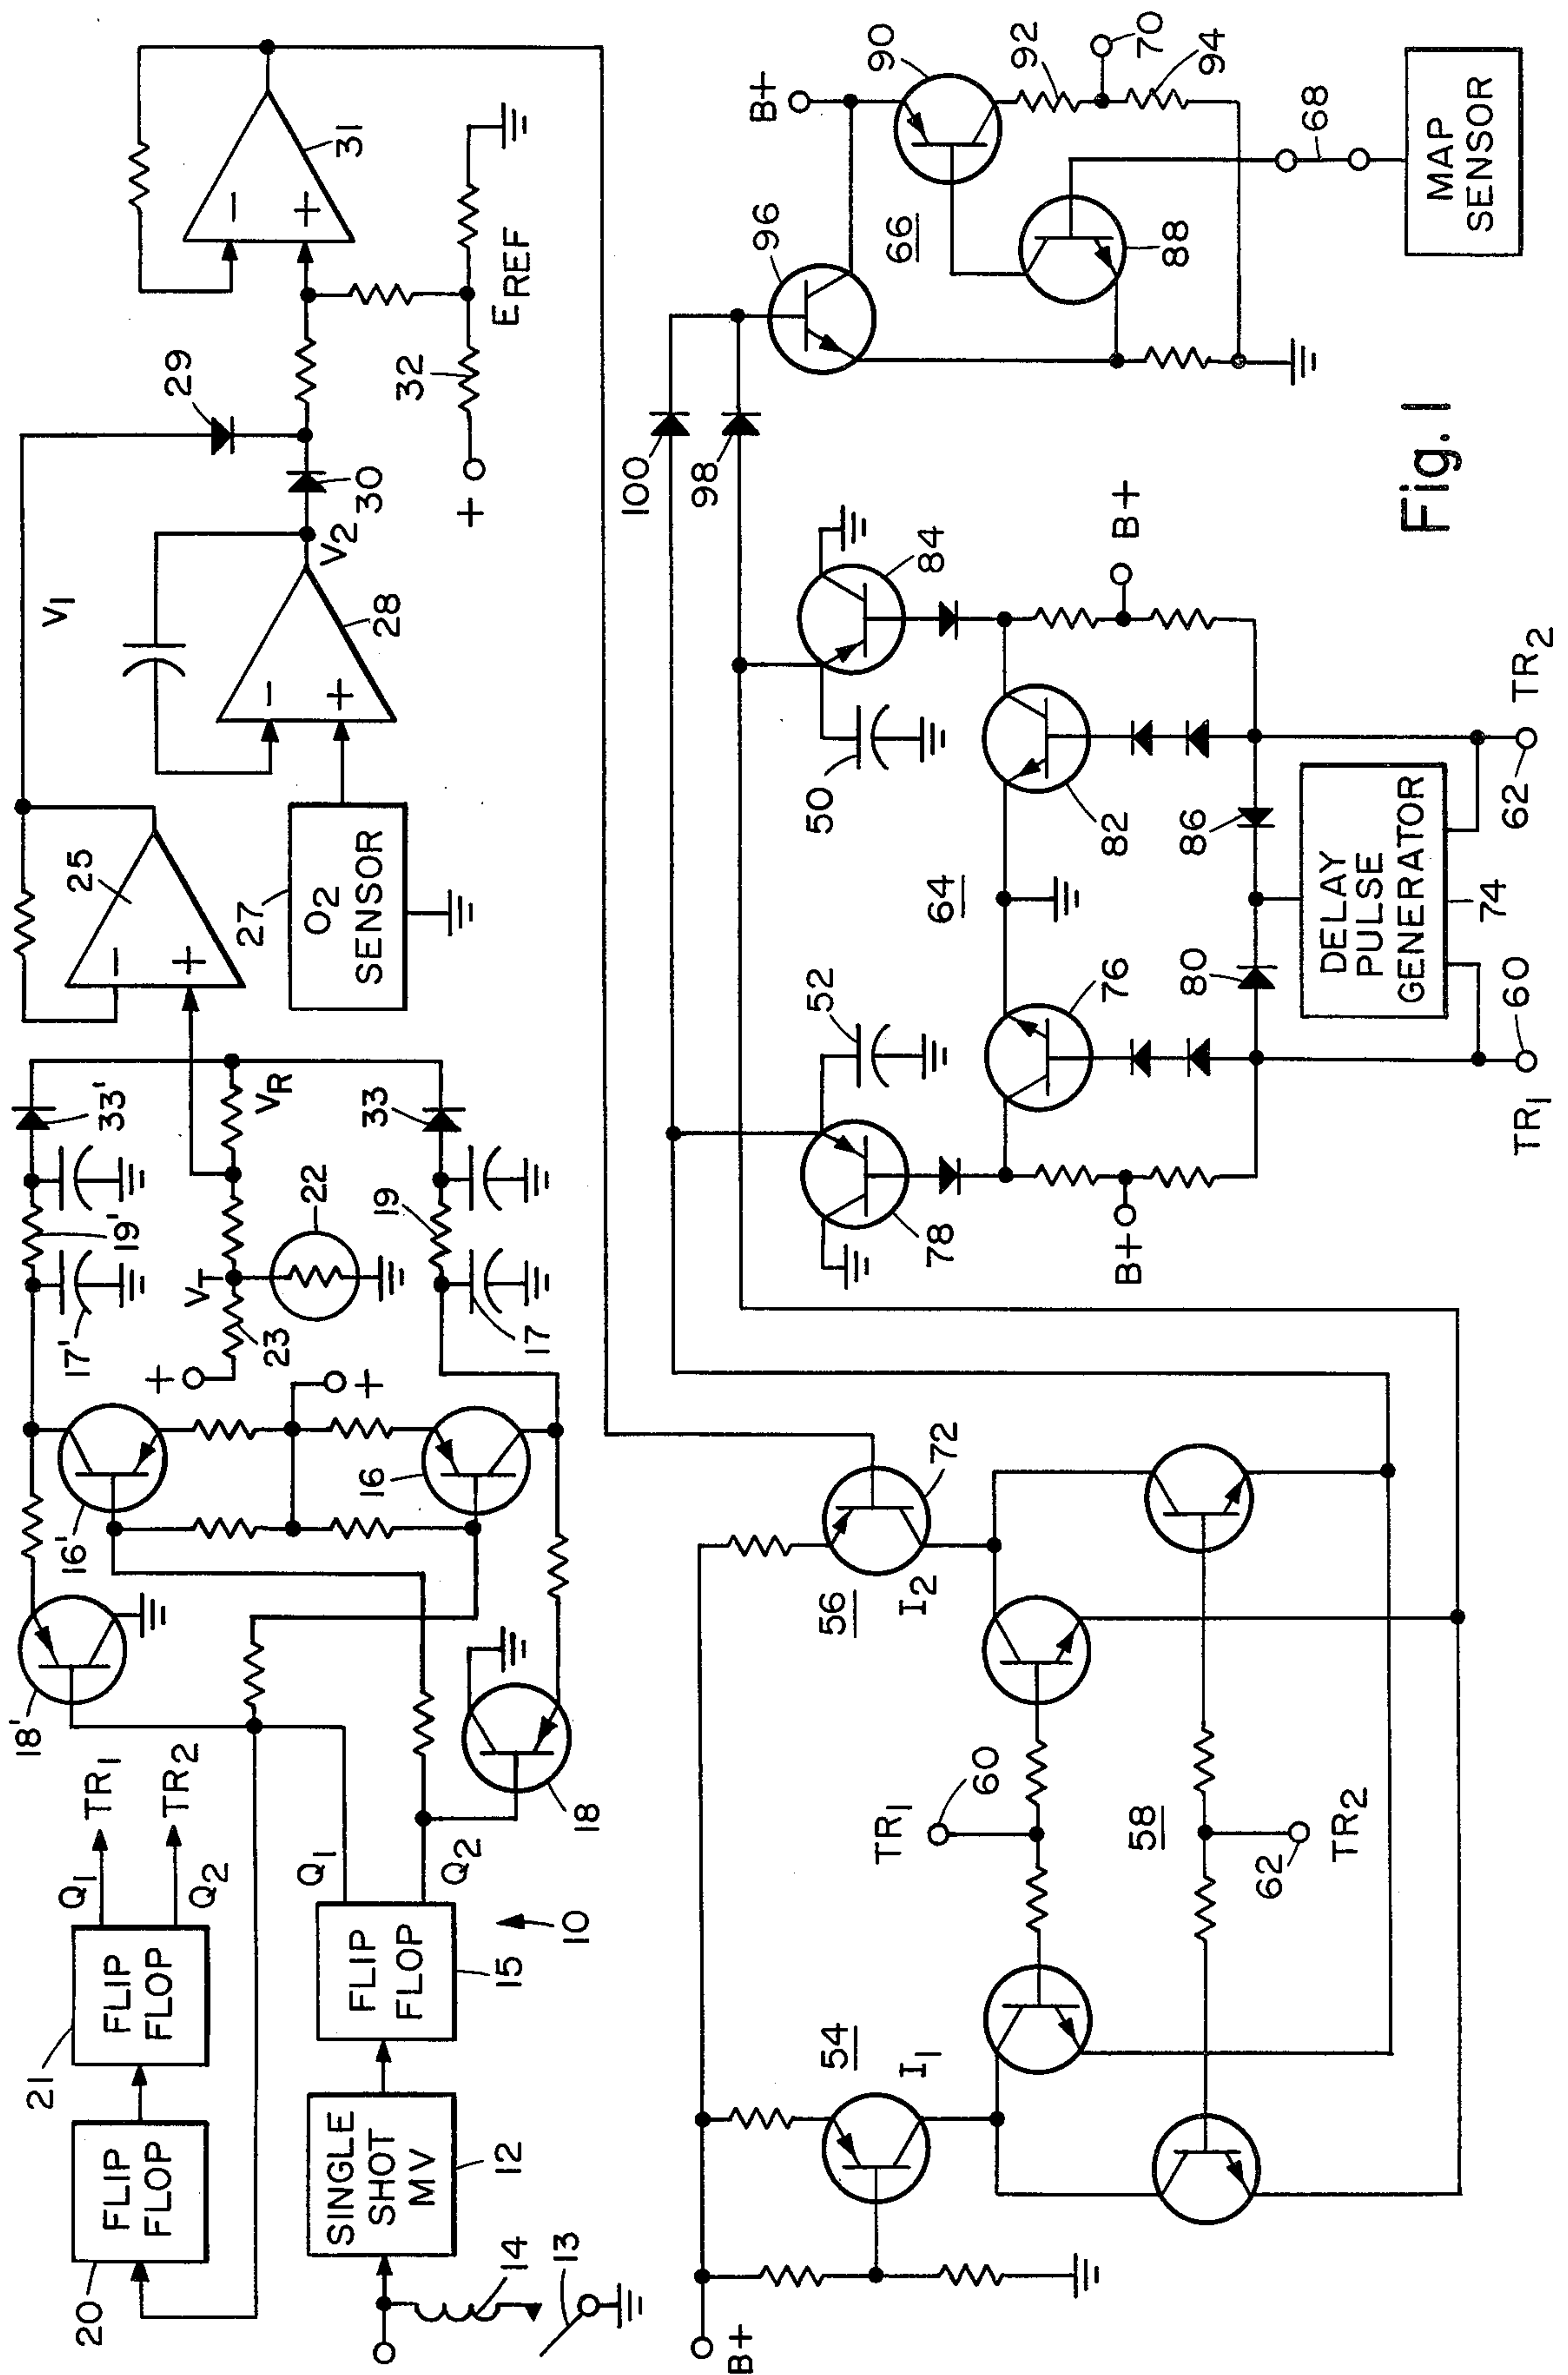 18'
16'
17'
19'
33'
25
V1
21
FLIP
FLOP
Q1
TR1
Q2
TR2
20
FLIP
FLOP
+
23
VT
22
VR
+
−
27
O2
SENSOR
28
−
+
V2
30
29
31
−
+
32
+
EREF
SINGLE
SHOT
MV
12
14
13
FLIP
FLOP
15
10
Q1
Q2
18
16
+
17
19
33
B+
54
I1
56
I2
72
TR1
60
58
62
TR2
100
98
78
52
B+
76
64
80
50
84
82
86
B+
DELAY
PULSE
GENERATOR
74
TR1
60
62
TR2
96
66
88
90
B+
92
70
94
68
MAP
SENSOR
Fig. 1